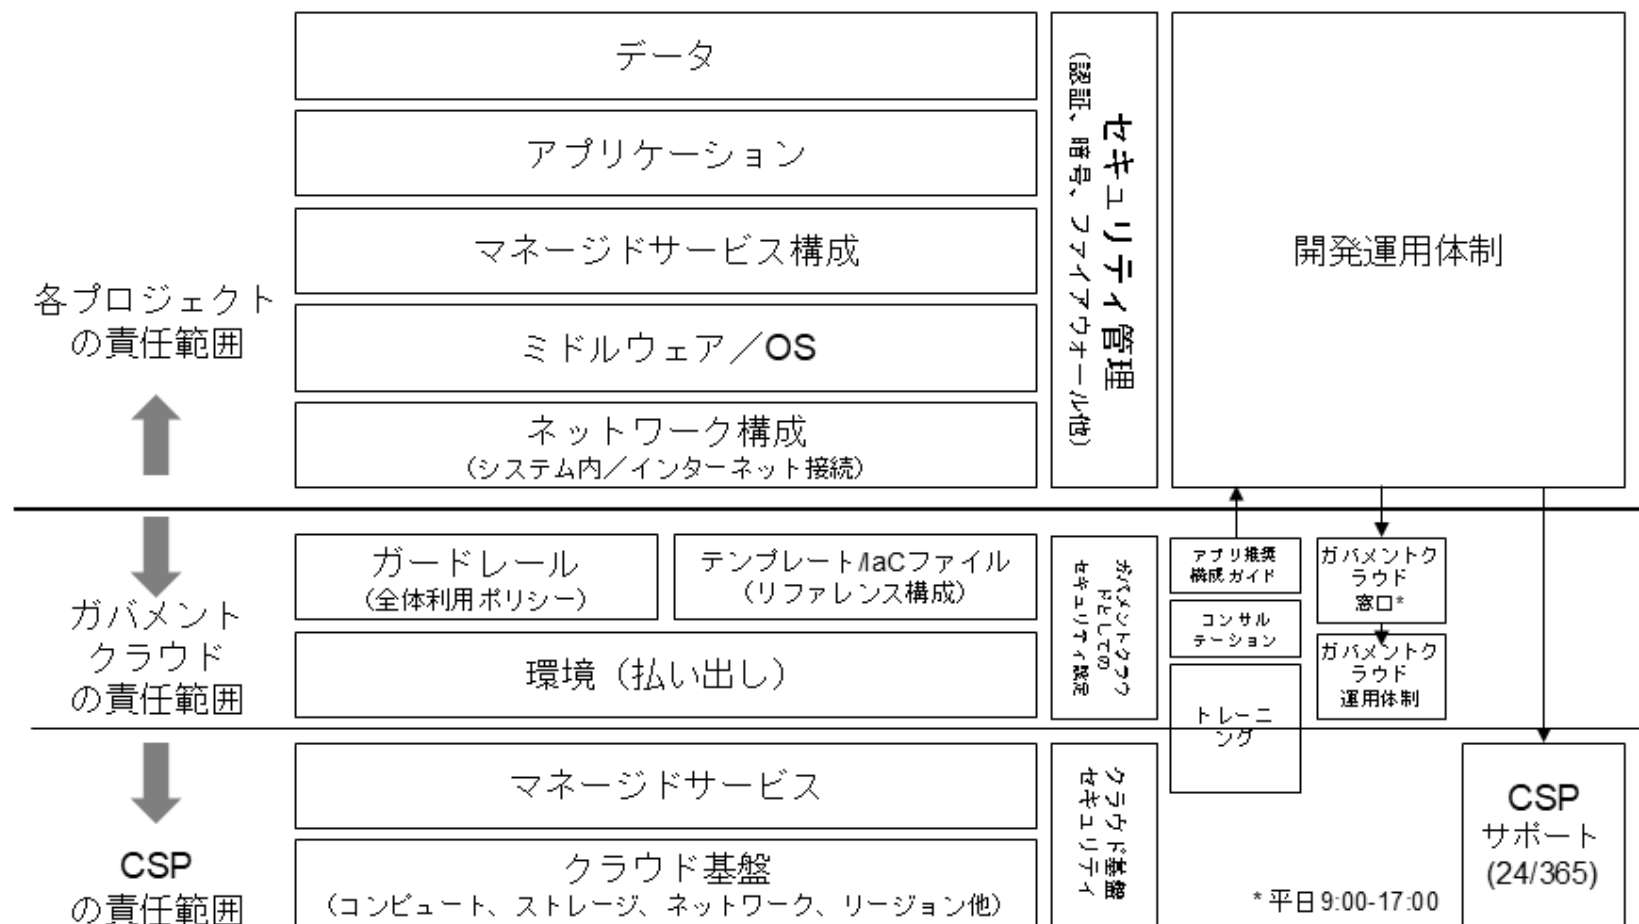 データ
アプリケーション
マネージドサービス構成
ミドルウェア／OS
ネットワーク構成
（システム内／インターネット接続）
セキュリティ管理
（認証、暗号、ファイアウォール他）
開発運用体制
各プロジェクト
の責任範囲
ガバメント
クラウド
の責任範囲
ガードレール
（全体利用ポリシー）
テンプレート/IaCファイル
（リファレンス構成）
環境（払い出し）
ガバメントクラウ
ドとしての
セキュリティ設定
アプリ推奨
構成ガイド
コンサル
テーション
トレーニ
ング
ガバメントク
ラウド
窓口*
ガバメントク
ラウド
運用体制
CSP
の責任範囲
マネージドサービス
クラウド基盤
（コンピュート、ストレージ、ネットワーク、リージョン他）
クラウド基盤
セキュリティ
CSP
サポート
(24/365)
*平日9:00-17:00